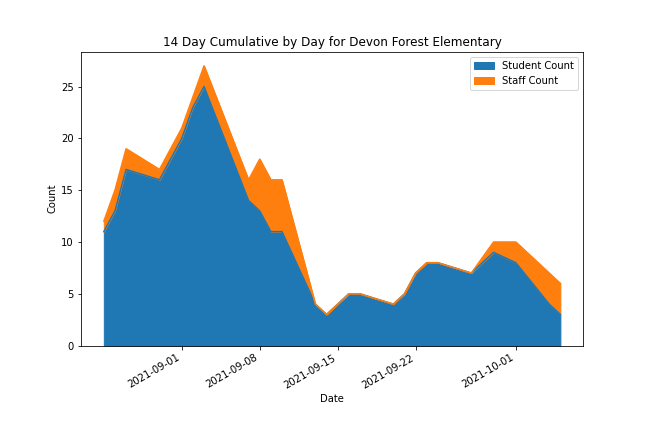 14 Day Cumulative by Day for Devon Forest Elementary
Student Count
Staff Count
Count
25
20
15
10
5
0
2021-09-01
2021-09-08
2021-09-15
2021-09-22
2021-10-01
Date